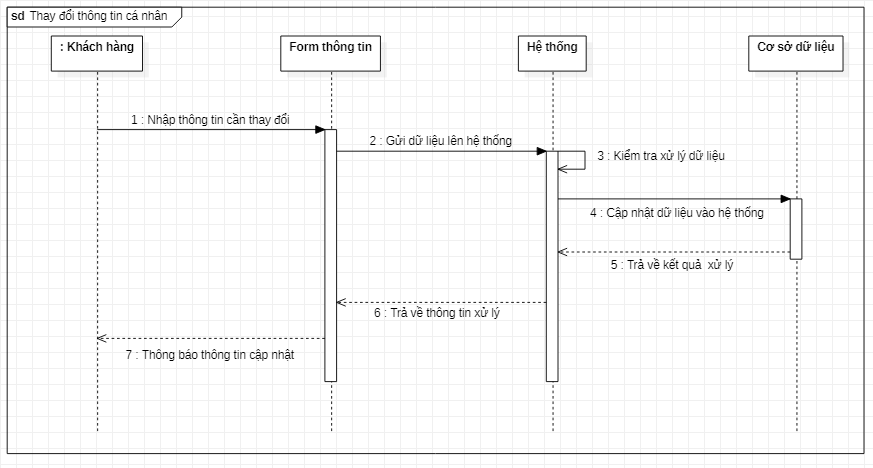 sd Thay đổi thông tin cá nhân
: Khách hàng
Form thông tin
Hệ thống
Cơ sở dữ liệu
1 : Nhập thông tin cần thay đổi
2 : Gửi dữ liệu lên hệ thống
3 : Kiểm tra xử lý dữ liệu
4 : Cập nhật dữ liệu vào hệ thống
5 : Trả về kết quả  xử lý
6 : Trả về thông tin xử lý
7 : Thông báo thông tin cập nhật